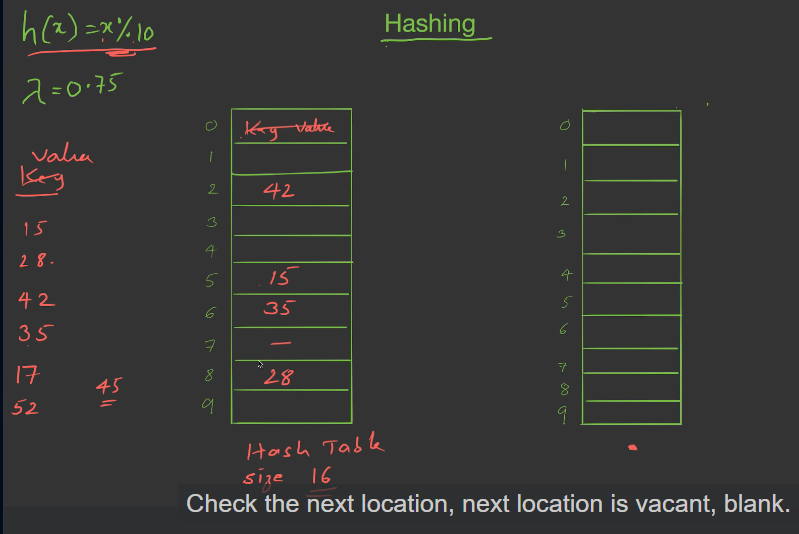 h(x) = x % 10
Hashing
λ = 0.75
Value
Key
15
28.
42
35
17
52
45
0 Key Value
1
2 42
3
4
5 15
6 35
7 —
8 28
9
Hash Table
size 16
0
1
2
3
4
5
6
7
8
9
Check the next location, next location is vacant, blank.